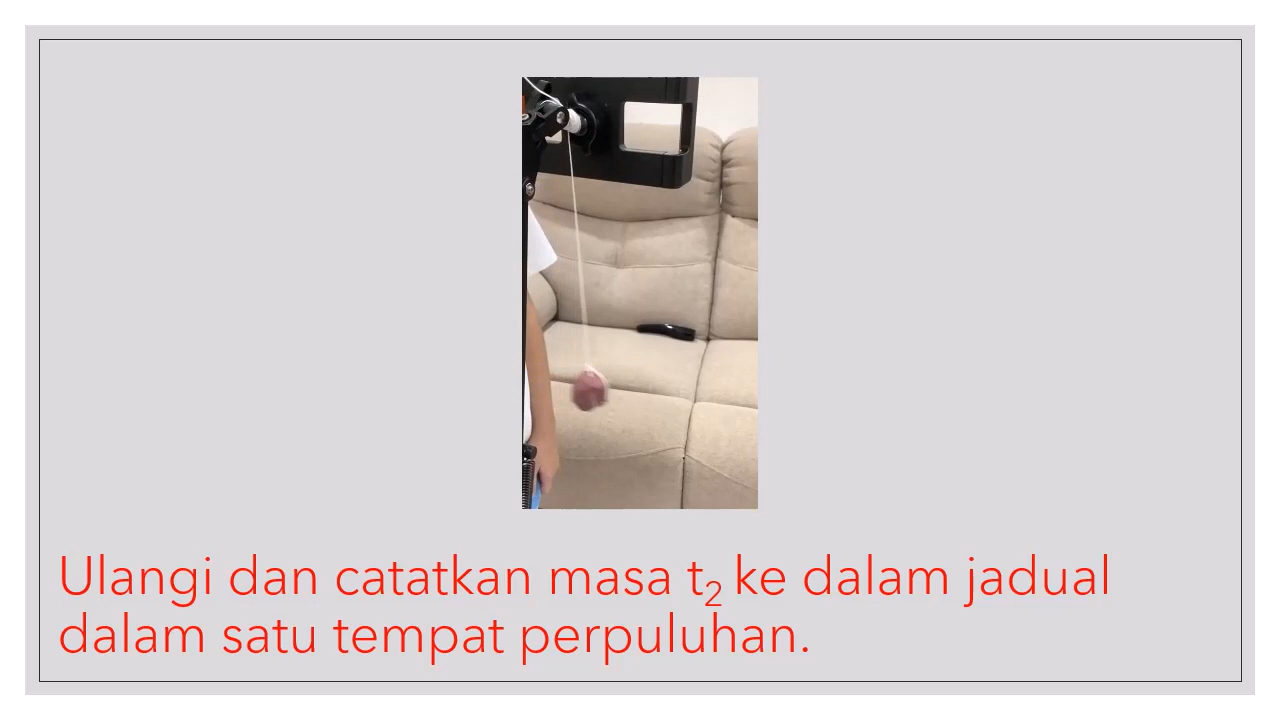 Ulangi dan catatkan masa t₂ ke dalam jadual
dalam satu tempat perpuluhan.